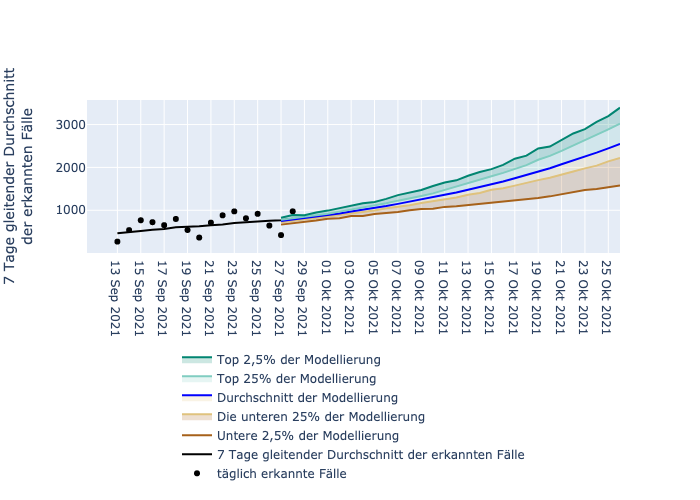 7 Tage gleitender Durchschnitt
der erkannten Fälle
3000
2000
1000
13 Sep 2021
15 Sep 2021
17 Sep 2021
19 Sep 2021
21 Sep 2021
23 Sep 2021
25 Sep 2021
27 Sep 2021
29 Sep 2021
01 Okt 2021
03 Okt 2021
05 Okt 2021
07 Okt 2021
09 Okt 2021
11 Okt 2021
13 Okt 2021
15 Okt 2021
17 Okt 2021
19 Okt 2021
21 Okt 2021
23 Okt 2021
25 Okt 2021
Top 2,5% der Modellierung
Top 25% der Modellierung
Durchschnitt der Modellierung
Die unteren 25% der Modellierung
Untere 2,5% der Modellierung
7 Tage gleitender Durchschnitt der erkannten Fälle
täglich erkannte Fälle